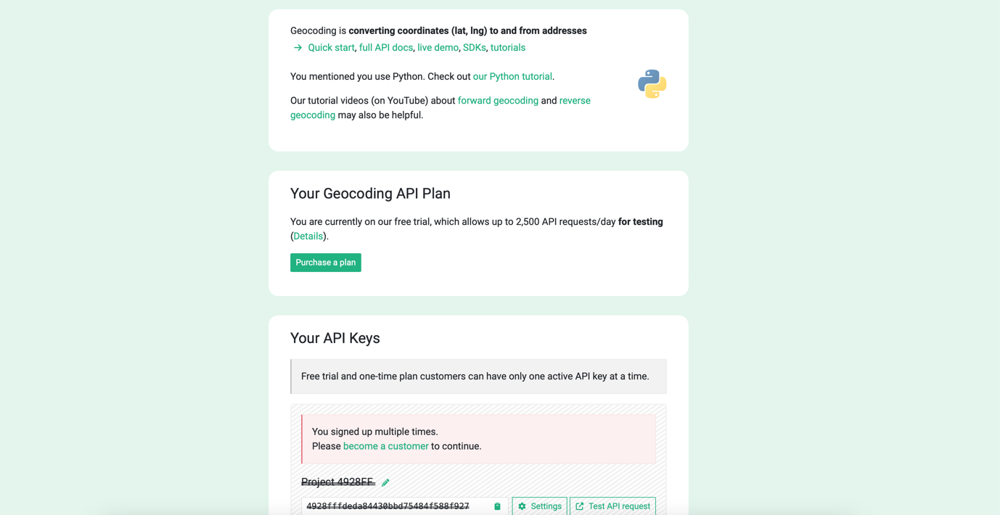 Geocoding is converting coordinates (lat, lng) to and from addresses
→ Quick start, full API docs, live demo, SDKs, tutorials
You mentioned you use Python. Check out our Python tutorial.
Our tutorial videos (on YouTube) about forward geocoding and reverse
geocoding may also be helpful.
Your Geocoding API Plan
You are currently on our free trial, which allows up to 2,500 API requests/day for testing
(Details).
Purchase a plan
Your API Keys
Free trial and one-time plan customers can have only one active API key at a time.
You signed up multiple times.
Please become a customer to continue.
Project 4928FF
4928fffdeda84430bbd75484f588f927 Settings Test API request